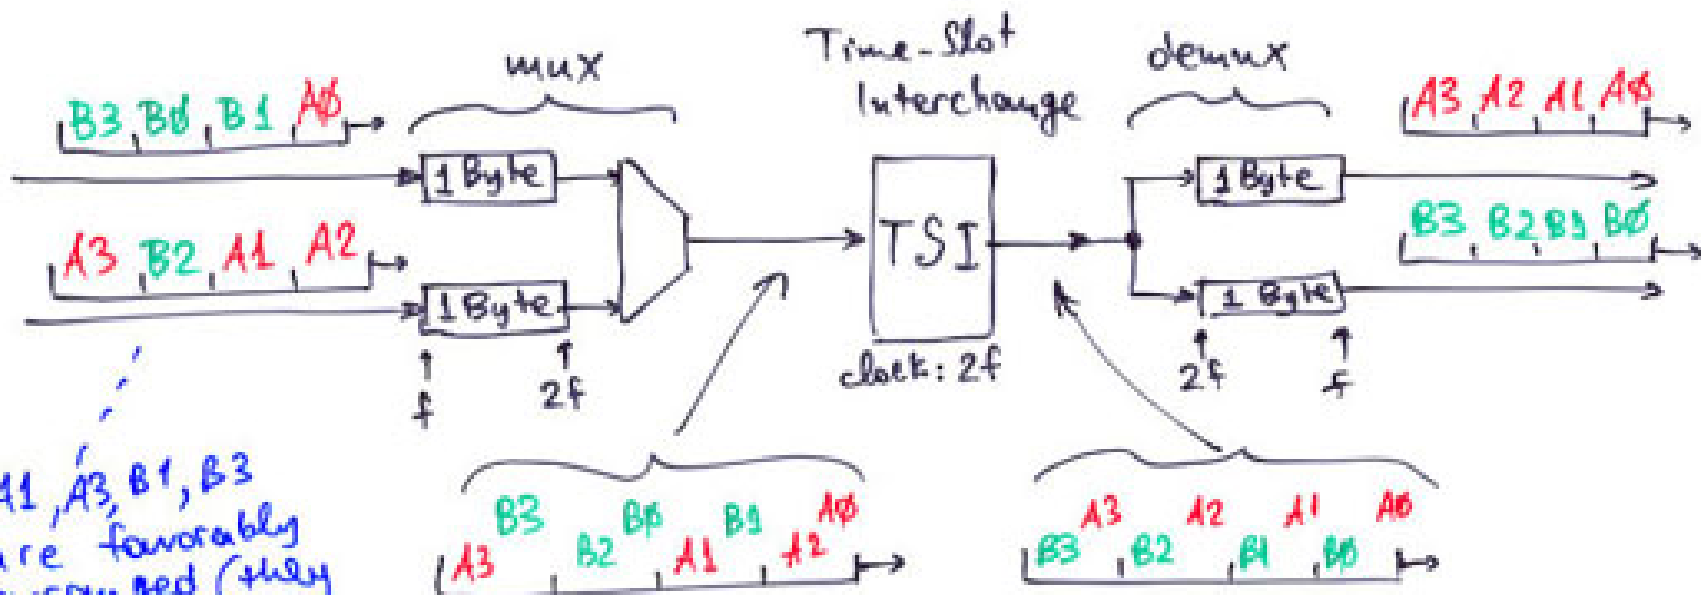 mux
Time-Slot
Interchange
demux
B3 BØ B1 AØ
A3 A2 A1 AØ
1 Byte
TSI
1 Byte
A3 B2 A1 A2
B3 B2 B1 BØ
1 Byte
1 Byte
f
2f
clock: 2f
2f
f
A1, A3, B1, B3
are favorably
(they
B3 BØ B1 AØ
A3 B2 A1 A2
A3 A2 A1 AØ
B3 B2 B1 BØ